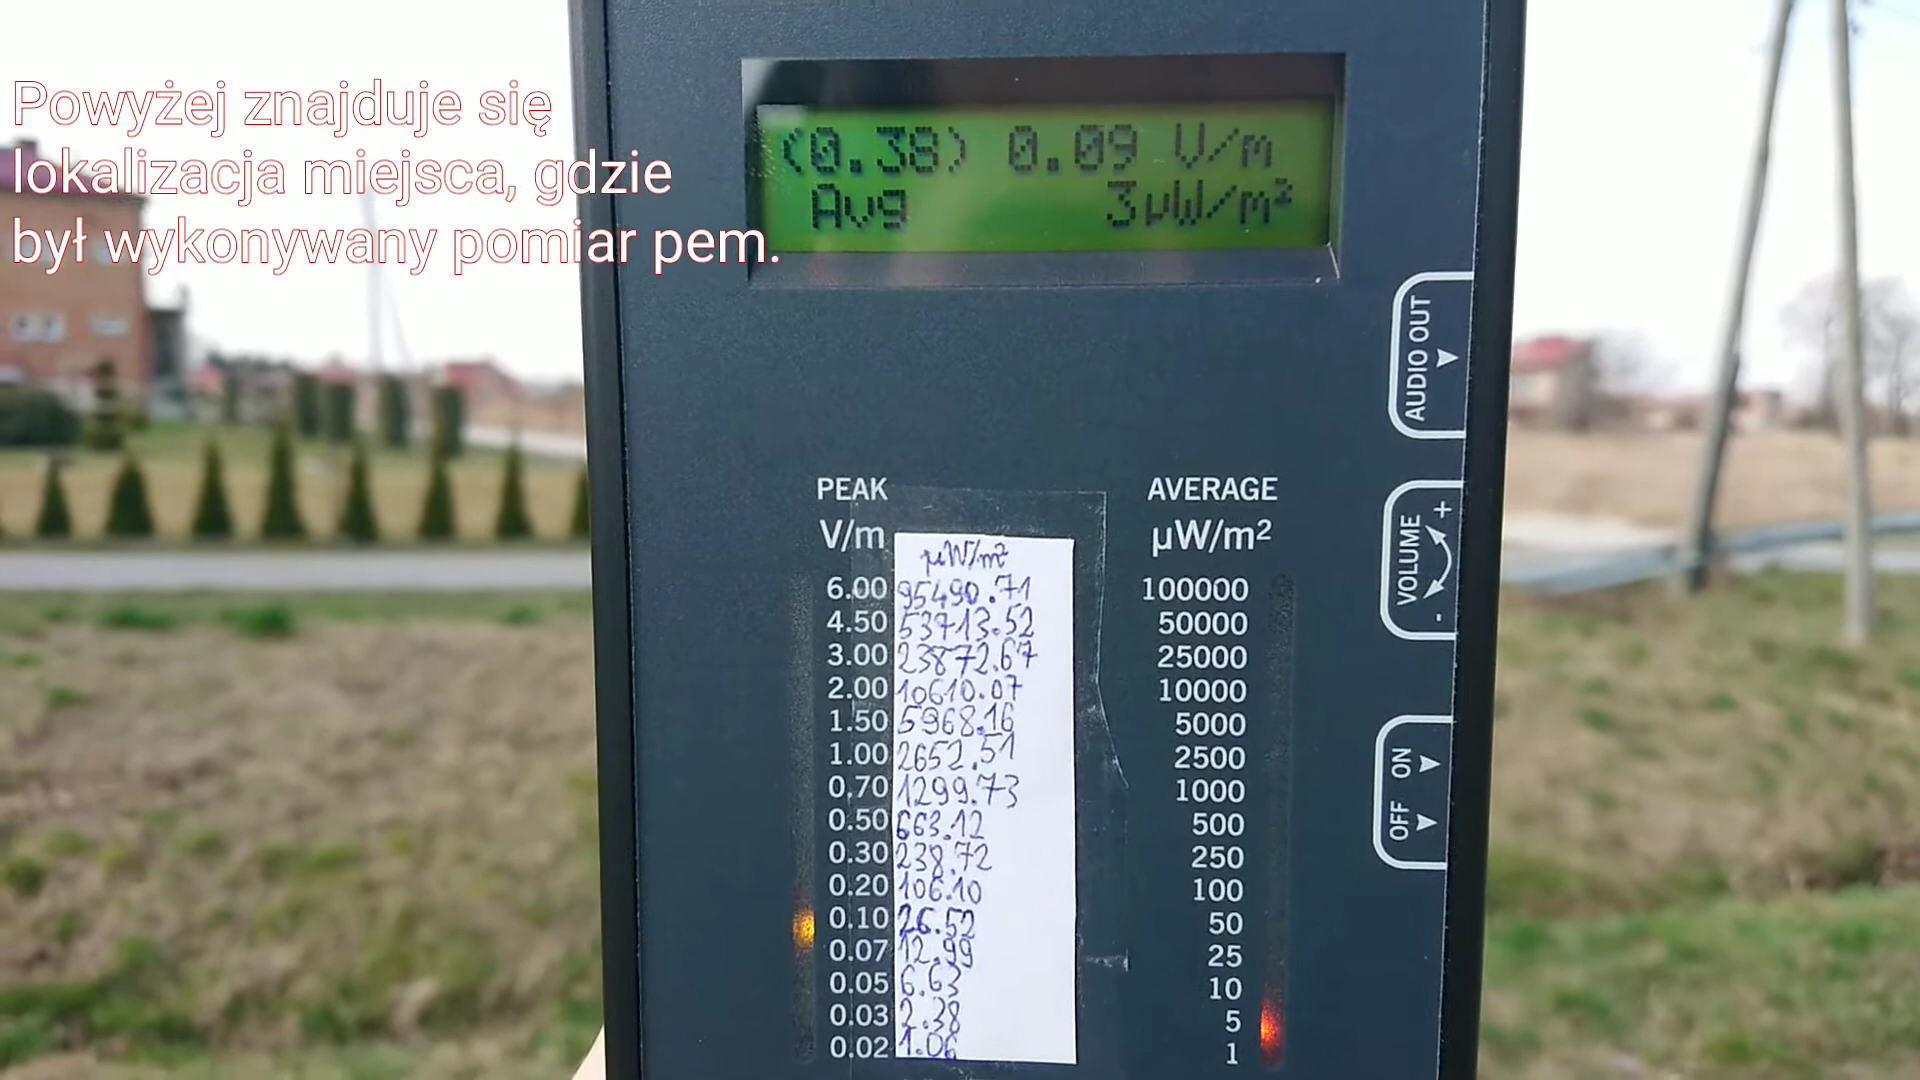 Powyżej znajduje się
lokalizacja miejsca, gdzie
był wykonywany pomiar pem.
(0.38) 0.09 V/m
Avg 3µW/m²
AUDIO OUT
VOLUME + -
OFF ON
PEAK
V/m
µW/m²
6.00 95490.71
4.50 53713.52
3.00 23872.67
2.00 10610.07
1.50 5968.16
1.00 2652.51
0.70 1299.73
0.50 663.12
0.30 238.72
0.20 106.10
0.10 26.52
0.07 12.99
0.05 6.63
0.03 2.38
0.02 1.06
AVERAGE
µW/m²
100000
50000
25000
10000
5000
2500
1000
500
250
100
50
25
10
5
1